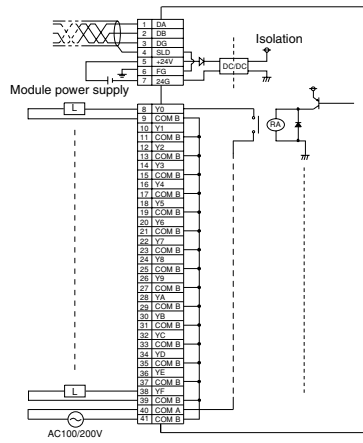 1 DA
2 DB
3 DG
4 SLD
5 +24V
6 FG
7 24G
Isolation
DC/DC
Module power supply
L
8 Y0
9 COM B
10 Y1
11 COM B
12 Y2
13 COM B
14 Y3
15 COM B
16 Y4
17 COM B
18 Y5
19 COM B
20 Y6
21 COM B
22 Y7
23 COM B
24 Y8
25 COM B
26 Y9
27 COM B
28 YA
29 COM B
30 YB
31 COM B
32 YC
33 COM B
34 YD
35 COM B
36 YE
37 COM B
38 YF
39 COM B
40 COM A
41 COM B
RA
L
AC100/200V